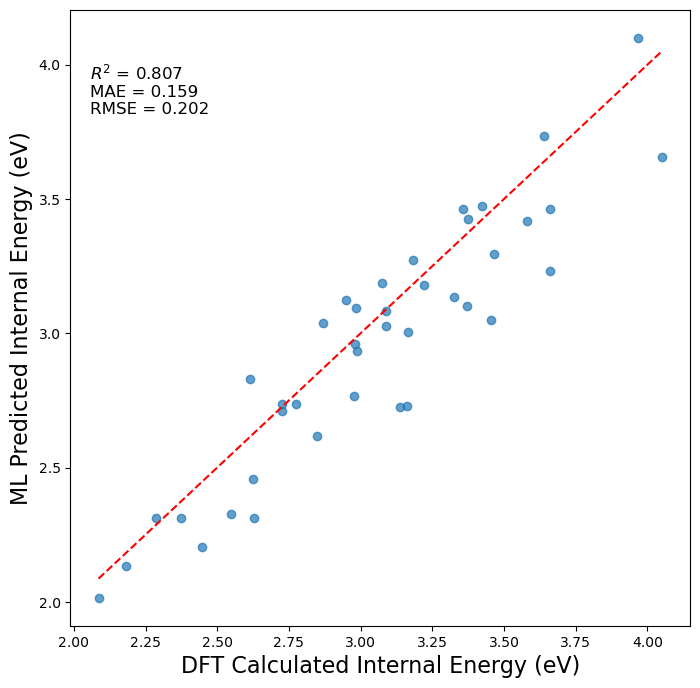 R² = 0.807
MAE = 0.159
RMSE = 0.202
ML Predicted Internal Energy (eV)
4.0
3.5
3.0
2.5
2.0
2.00 2.25 2.50 2.75 3.00 3.25 3.50 3.75 4.00
DFT Calculated Internal Energy (eV)